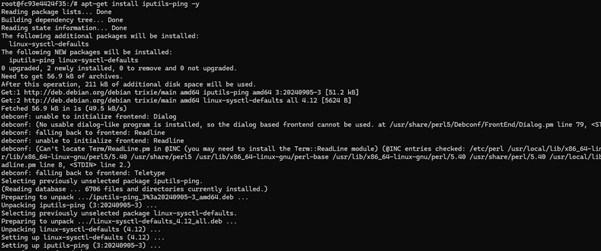 root@fc93e4424f35:/# apt-get install iputils-ping -y
Reading package lists... Done
Building dependency tree... Done
Reading state information... Done
The following additional packages will be installed:
  linux-sysctl-defaults
The following NEW packages will be installed:
  iputils-ping linux-sysctl-defaults
0 upgraded, 2 newly installed, 0 to remove and 0 not upgraded.
Need to get 56.9 kB of archives.
After this operation, 211 kB of additional disk space will be used.
Get:1 http://deb.debian.org/debian trixie/main amd64 iputils-ping amd64 3:20240905-3 [51.2 kB]
Get:2 http://deb.debian.org/debian trixie/main amd64 linux-sysctl-defaults all 4.12 [5624 B]
Fetched 56.9 kB in 1s (49.5 kB/s)
debconf: unable to initialize frontend: Dialog
debconf: (No usable dialog-like program is installed, so the dialog based frontend cannot be used. at /usr/share/perl5/Debconf/FrontEnd/Dialog.pm line 79, <STD
debconf: falling back to frontend: Readline
debconf: unable to initialize frontend: Readline
debconf: (Can't locate Term/ReadLine.pm in @INC (you may need to install the Term::ReadLine module) (@INC entries checked: /etc/perl /usr/local/lib/x86_64-lin
r/lib/x86_64-linux-gnu/perl5/5.40 /usr/share/perl5 /usr/lib/x86_64-linux-gnu/perl-base /usr/lib/x86_64-linux-gnu/perl/5.40 /usr/share/perl/5.40 /usr/local/lib
adline.pm line 8, <STDIN> line 2.)
debconf: falling back to frontend: Teletype
Selecting previously unselected package iputils-ping.
(Reading database ... 6706 files and directories currently installed.)
Preparing to unpack .../iputils-ping_3%3a20240905-3_amd64.deb ...
Unpacking iputils-ping (3:20240905-3) ...
Selecting previously unselected package linux-sysctl-defaults.
Preparing to unpack .../linux-sysctl-defaults_4.12_all.deb ...
Unpacking linux-sysctl-defaults (4.12) ...
Setting up linux-sysctl-defaults (4.12) ...
Setting up iputils-ping (3:20240905-3) ...